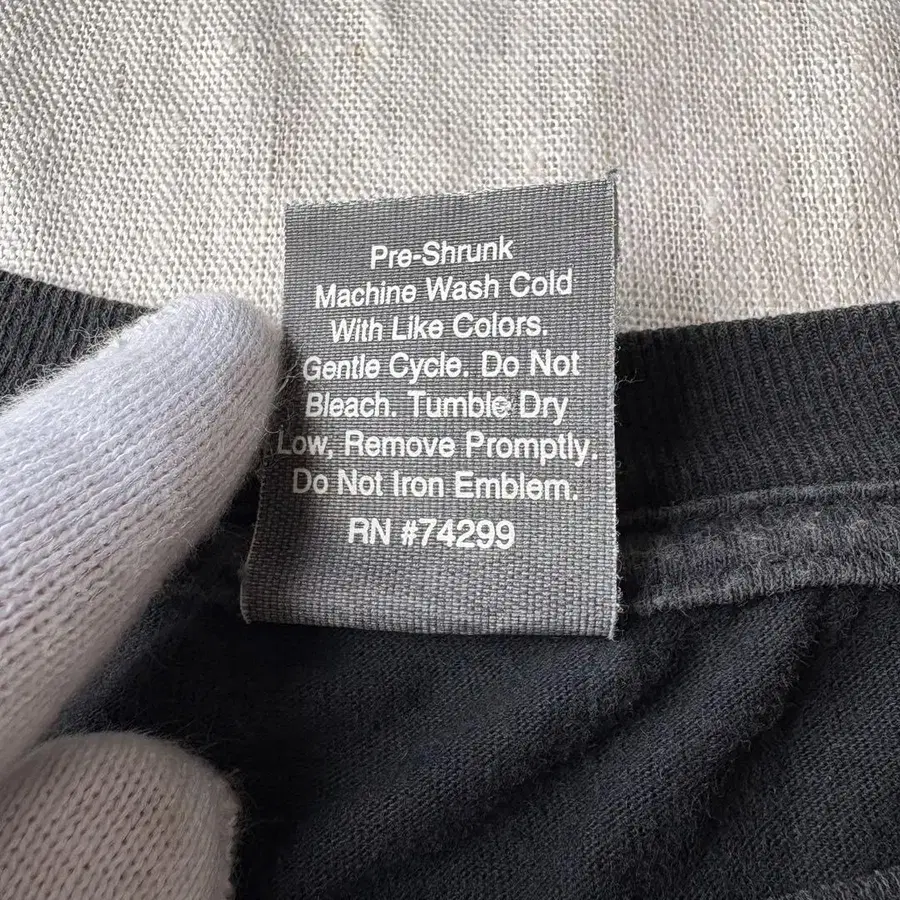 Pre-Shrunk
Machine Wash Cold
With Like Colors.
Gentle Cycle. Do Not
Bleach. Tumble Dry
Low, Remove Promptly.
Do Not Iron Emblem.
RN #74299